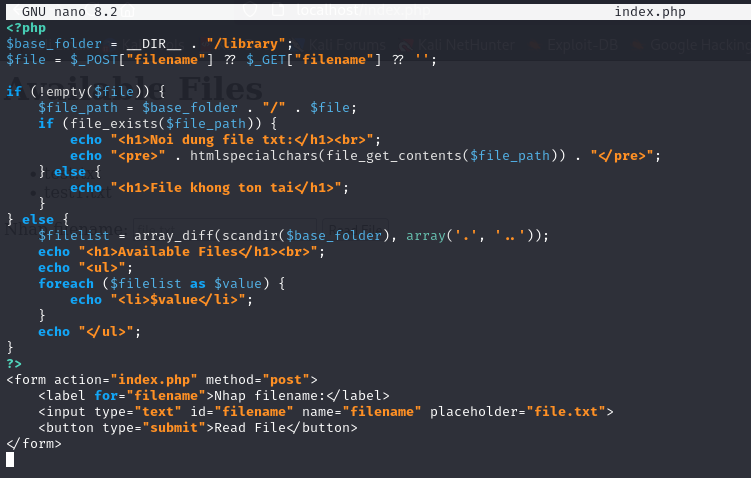 GNU nano 8.2 index.php
<?php
$base_folder = __DIR__ . "/library";
$file = $_POST["filename"] ?? $_GET["filename"] ?? '';
if (!empty($file)) {
$file_path = $base_folder . "/" . $file;
if (file_exists($file_path)) {
echo "<h1>Noi dung file txt:</h1><br>";
echo "<pre>" . htmlspecialchars(file_get_contents($file_path)) . "</pre>";
} else {
echo "<h1>File khong ton tai</h1>";
}
} else {
$filelist = array_diff(scandir($base_folder), array('.', '..'));
echo "<h1>Available Files</h1><br>";
echo "<ul>";
foreach ($filelist as $value) {
echo "<li>$value</li>";
}
echo "</ul>";
}
?>
<form action="index.php" method="post">
<label for="filename">Nhap filename:</label>
<input type="text" id="filename" name="filename" placeholder="file.txt">
<button type="submit">Read File</button>
</form>